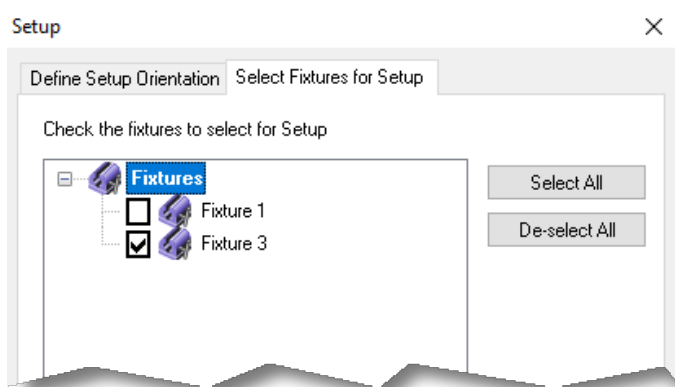 Setup
Define Setup Orientation
Select Fixtures for Setup
Check the fixtures to select for Setup
Fixtures
Select All
Fixture 1
De-select All
Fixture 3